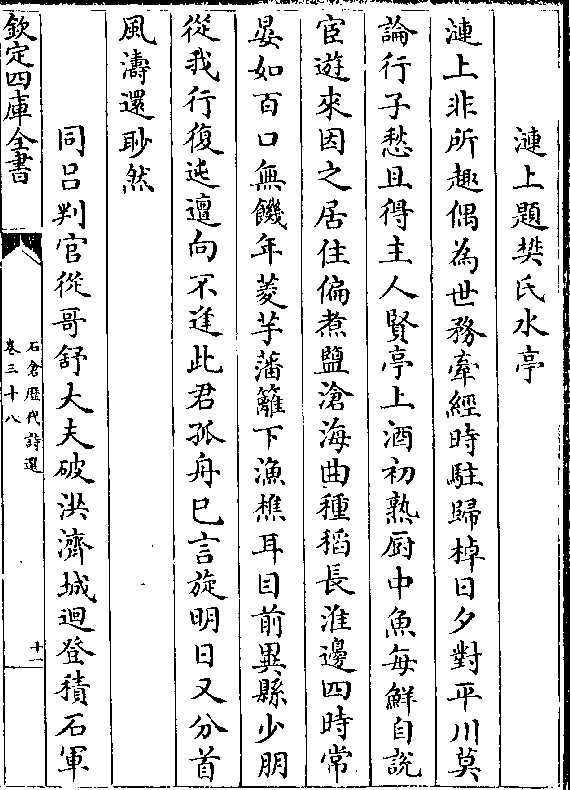 漣上題樊氏水亭
漣上非所趣偶為世務牽經時駐歸棹日夕對平川莫
論行子愁且得主人賢亭上酒初熟厨中魚每鮮自說
宦遊來因之居住偏煮鹽滄海曲種稻長淮邊四時常
晏如百口無饑年菱芋藩籬下漁樵耳目前異縣少朋
從我行復迍邅向不逢此君孤舟已言旋明日又分首
風濤還眇然
同呂判官從哥舒大夫破洪濟城迴登積石軍
欽定四庫全書
石倉歷代詩選
卷三十八
十一